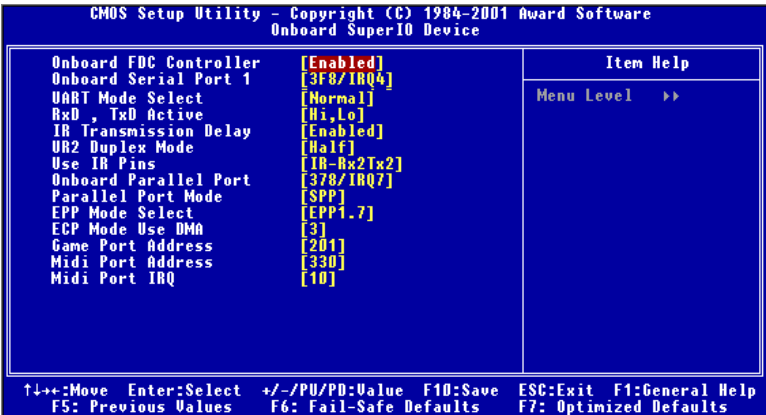 CMOS Setup Utility - Copyright (C) 1984-2001 Award Software
Onboard SuperIO Device
Onboard FDC Controller [Enabled]
Onboard Serial Port 1 [3F8/IRQ4]
UART Mode Select [Normal]
RxD , TxD Active [Hi,Lo]
IR Transmission Delay [Enabled]
UR2 Duplex Mode [Half]
Use IR Pins [IR-Rx2Tx2]
Onboard Parallel Port [378/IRQ7]
Parallel Port Mode [SPP]
EPP Mode Select [EPP1.7]
ECP Mode Use DMA [3]
Game Port Address [201]
Midi Port Address [330]
Midi Port IRQ [10]
Item Help
Menu Level ▸▸
↑↓→←:Move Enter:Select +/-/PU/PD:Value F10:Save ESC:Exit F1:General Help
F5: Previous Values F6: Fail-Safe Defaults F7: Optimized Defaults